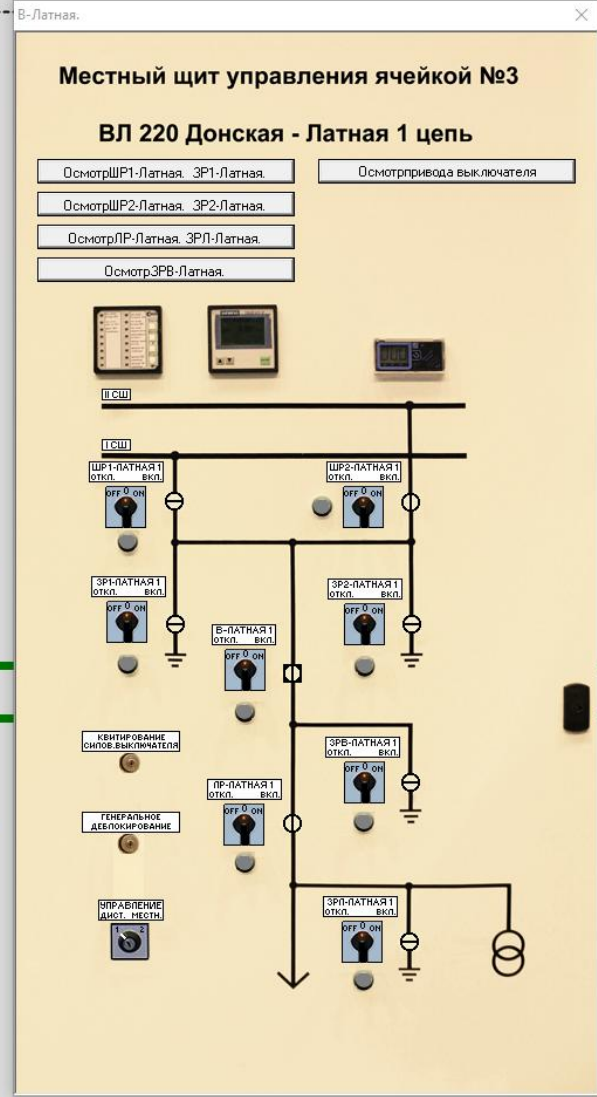 В-Латная.
Местный щит управления ячейкой №3
ВЛ 220 Донская - Латная 1 цепь
ОсмотрШР1-Латная. ЗР1-Латная.
Осмотрпривода выключателя
ОсмотрШР2-Латная. ЗР2-Латная.
ОсмотрЛР-Латная. ЗРЛ-Латная.
ОсмотрЗРВ-Латная.
SIEMENS
II СШ
I СШ
ШР1-ЛАТНАЯ 1
ОТКЛ. ВКЛ.
OFF 0 ON
ШР2-ЛАТНАЯ 1
ОТКЛ. ВКЛ.
OFF 0 ON
ЗР1-ЛАТНАЯ 1
ОТКЛ. ВКЛ.
OFF 0 ON
ЗР2-ЛАТНАЯ 1
ОТКЛ. ВКЛ.
OFF 0 ON
В-ЛАТНАЯ 1
ОТКЛ. ВКЛ.
OFF 0 ON
КВИТИРОВАНИЕ
СИЛОВ.ВЫКЛЮЧАТЕЛЯ
ЗРВ-ЛАТНАЯ 1
ОТКЛ. ВКЛ.
OFF 0 ON
ЛР-ЛАТНАЯ 1
ОТКЛ. ВКЛ.
OFF 0 ON
ГЕНЕРАЛЬНОЕ
ДЕБЛОКИРОВАНИЕ
УПРАВЛЕНИЕ
ДИСТ. МЕСТН.
1 2
ЗРЛ-ЛАТНАЯ 1
ОТКЛ. ВКЛ.
OFF 0 ON